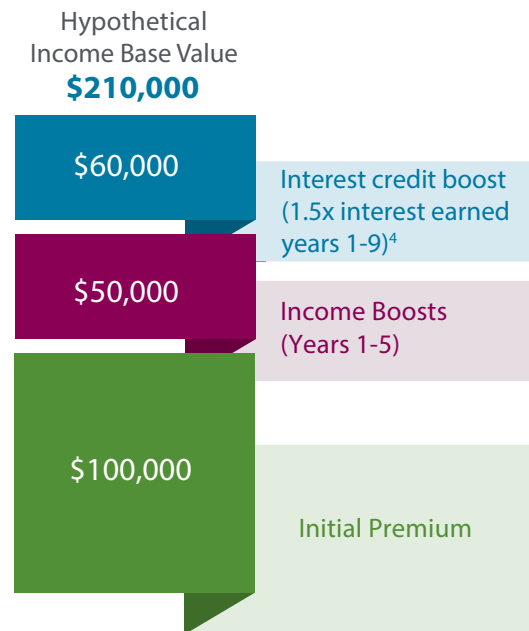 Hypothetical
Income Base Value
$210,000
$60,000
Interest credit boost
(1.5x interest earned
years 1-9)⁴
$50,000
Income Boosts
(Years 1-5)
$100,000
Initial Premium